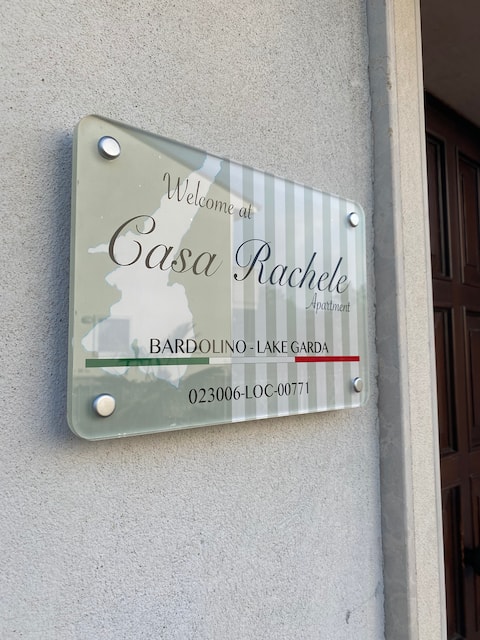 Welcome at
Casa Rachele
Apartment
BARDOLINO - LAKE GARDA
023006-LOC-00771